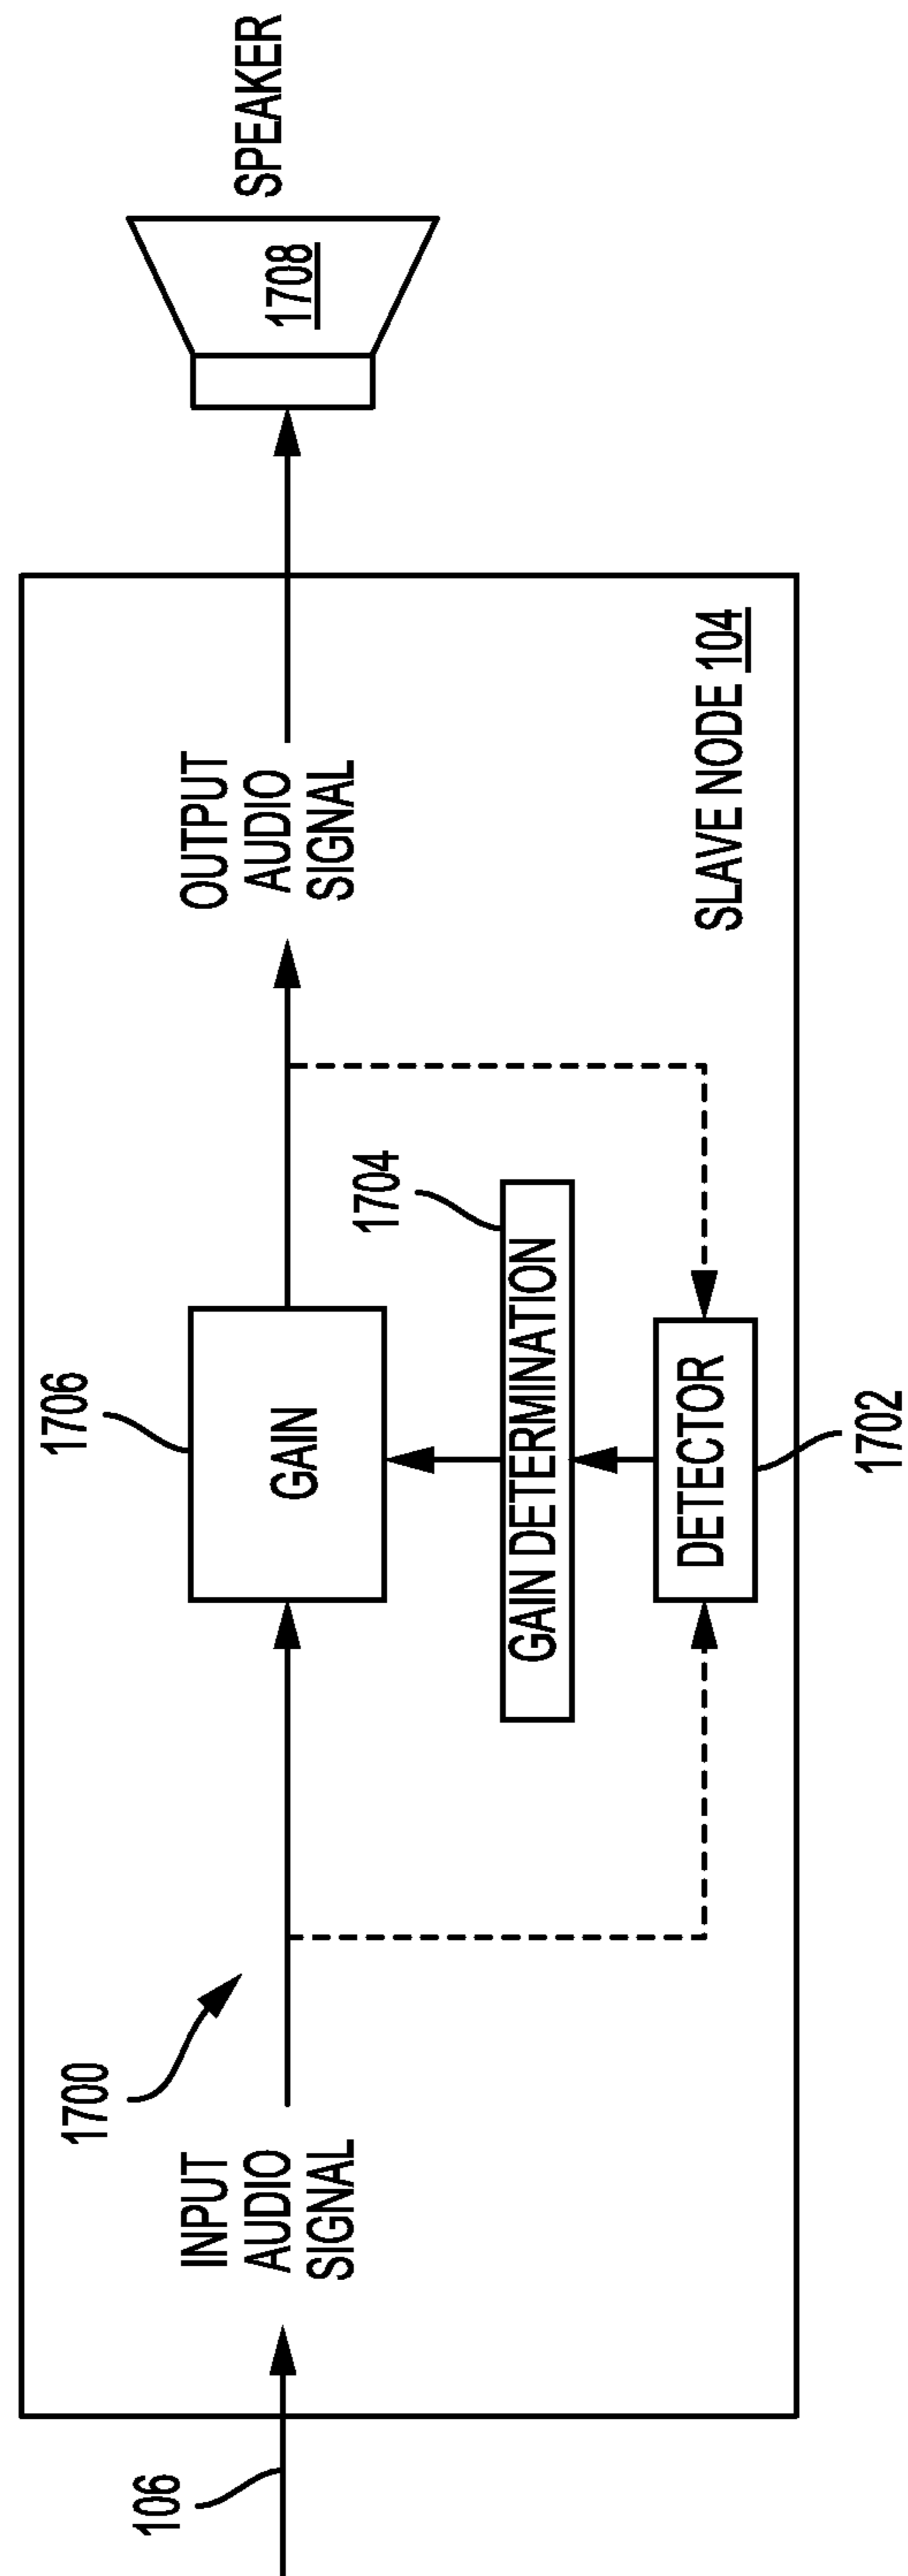 106
INPUT
AUDIO
SIGNAL
1700
1706
GAIN
1704
GAIN DETERMINATION
DETECTOR
1702
OUTPUT
AUDIO
SIGNAL
SLAVE NODE 104
1708
SPEAKER